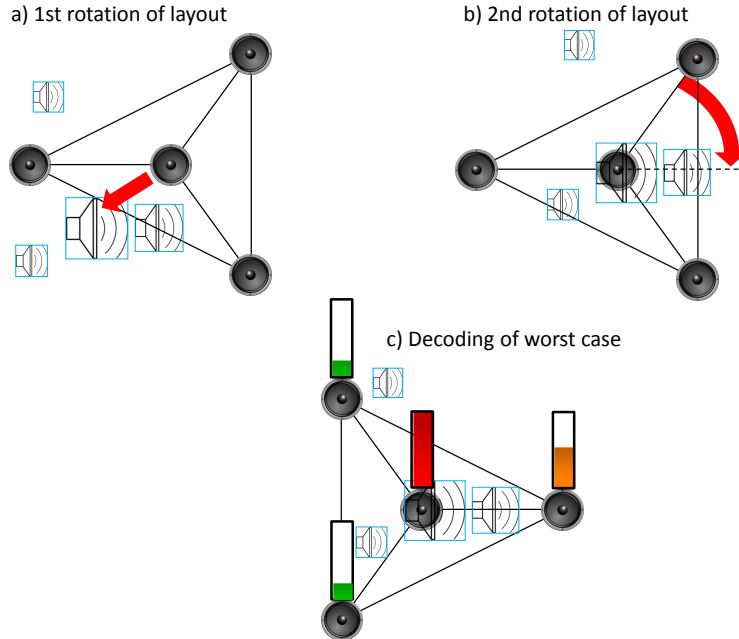 a) 1st rotation of layout
b) 2nd rotation of layout
c) Decoding of worst case